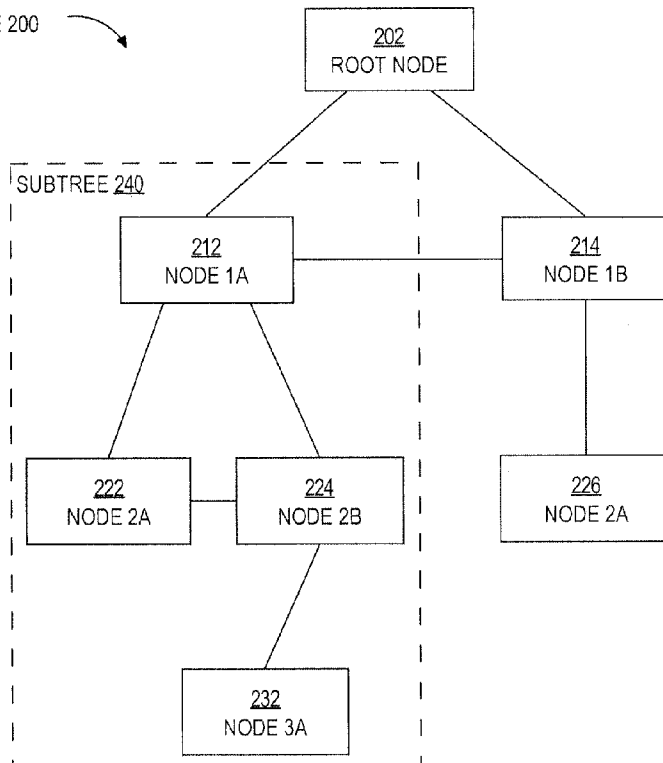 200
202
ROOT NODE
SUBTREE 240
212
NODE 1A
214
NODE 1B
222
NODE 2A
224
NODE 2B
226
NODE 2A
232
NODE 3A